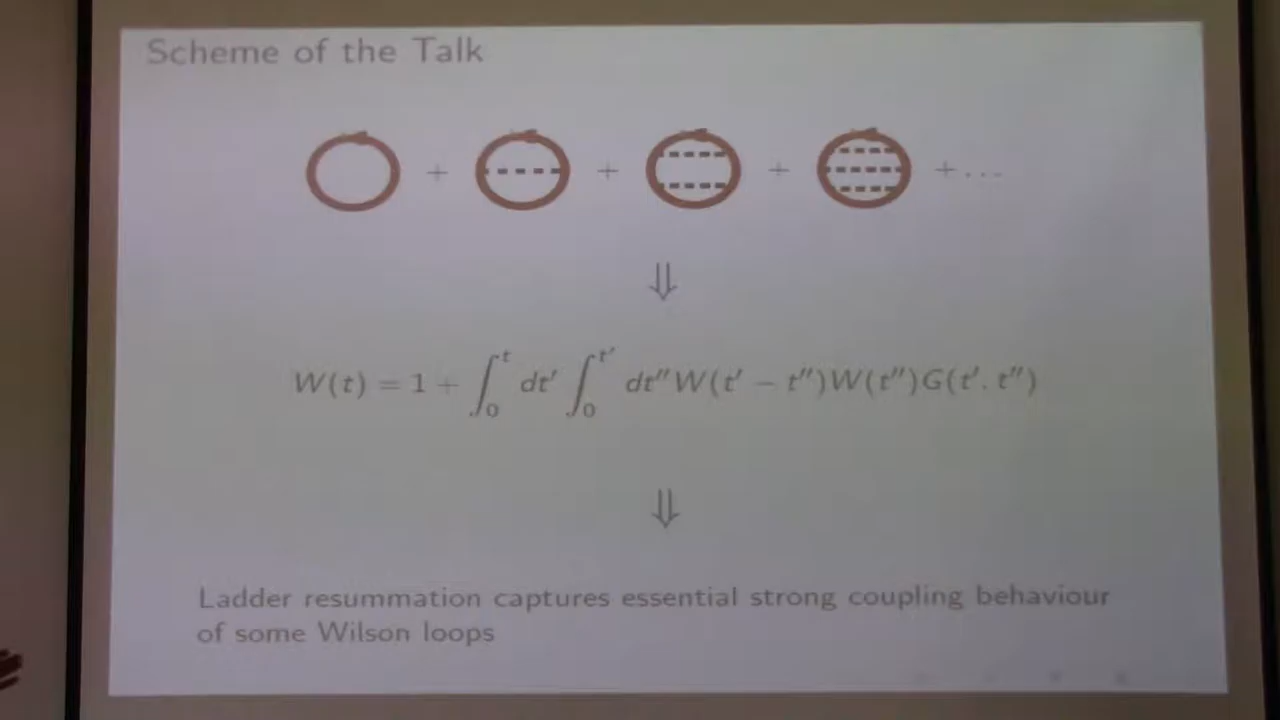 Scheme of the Talk
+ + + + ...
⇓
W(t) = 1 + ∫₀ᵗ dt′ ∫₀ᵗ′ dt″W(t′ − t″)W(t″)G(t′. t″)
⇓
Ladder resummation captures essential strong coupling behaviour
of some Wilson loops